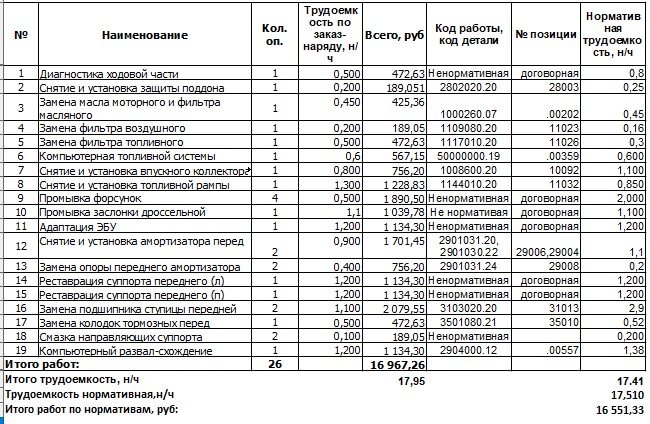 № Наименование Кол. оп. Трудоемкость по заказ-наряду, н/ч Всего, руб Код работы, код детали № позиции Нормативная трудоемкость, н/ч
1 Диагностика ходовой части 1 0,500 472,63 Ненормативная договорная 0,8
2 Снятие и установка защиты поддона 1 0,200 189,051 2802020.20 28003 0,25
3 Замена масла моторного и фильтра масляного 1 0,450 425,36 1000260.07 .00202 0,45
4 Замена фильтра воздушного 1 0,200 189,05 1109080.20 11023 0,16
5 Замена фильтра топливного 1 0,500 472,63 1117010.20 11026 0,3
6 Компьютерная топливной системы 1 0,6 567,15 50000000.19 .00359 0,600
7 Снятие и установка впускного коллектора 1 0,800 756,20 1008600.20 10092 1,100
8 Снятие и установка топливной рампы 1 1,300 1 228,83 1144010.20 11032 0,850
9 Промывка форсунок 4 0,500 1 890,50 Ненормативная договорная 2,000
10 Промывка заслонки дроссельной 1 1,1 1 039,78 Не норматиная договорная 1,100
11 Адаптация ЭБУ 1 1,200 1 134,30 Ненормативная договорная 1,200
12 Снятие и установка амортизатора перед 2 0,900 1 701,45 2901031.20, 2901030.22 29006,29004 1,1
13 Замена опоры переднего амортизатора 2 0,400 756,20 2901031.24 29008 0,2
14 Реставрация суппорта переднего (л) 1 1,200 1 134,30 Ненормативная договорная 1,200
15 Реставрация суппорта переднего (п) 1 1,200 1 134,30 Ненормативная договорная 1,200
16 Замена подшипника ступицы передней 2 1,100 2 079,55 3103020.20 31013 2,9
17 Замена колодок тормозных перед 1 0,500 472,63 3501080.21 35010 0,52
18 Смазка направляющих суппорта 2 0,100 189,05 Ненормативная 0,200
19 Компьютерный развал-схождение 1 1,200 1 134,30 2904000.12 .00557 1,38
Итого работ: 26 16 967,26
Итого трудоемкость, н/ч 17,95 17.41
Трудоемкость нормативная,н/ч 17,510
Итого работ по нормативам, руб: 16 551,33